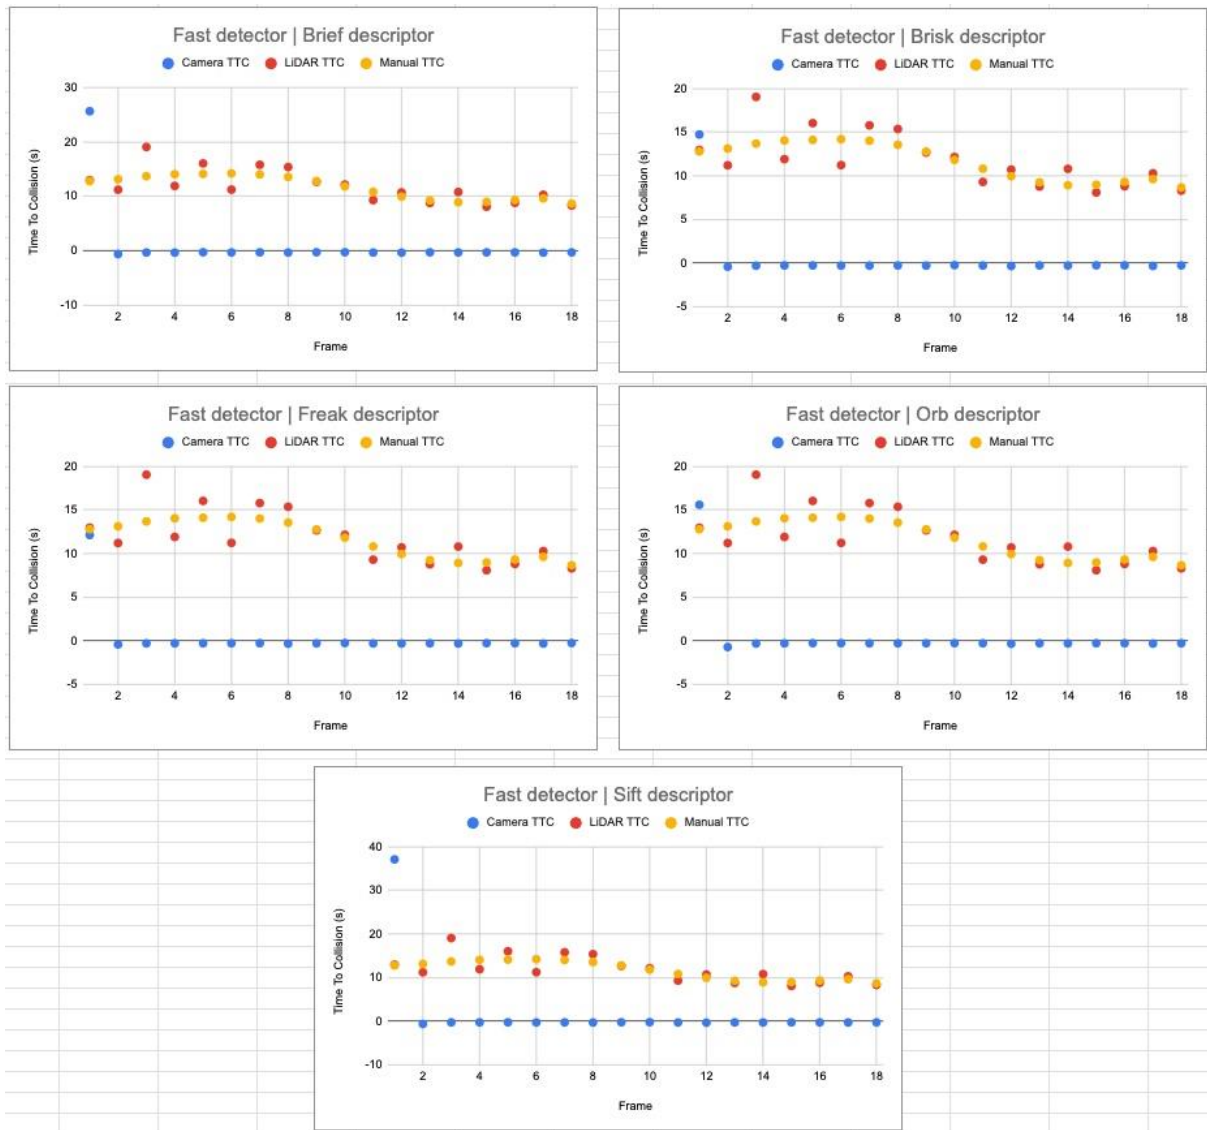 Fast detector | Brief descriptor
Camera TTC LiDAR TTC Manual TTC
Time To Collision (s)
30
20
10
0
-10
2 4 6 8 10 12 14 16 18
Frame
Fast detector | Brisk descriptor
Camera TTC LiDAR TTC Manual TTC
Time To Collision (s)
20
15
10
5
0
-5
2 4 6 8 10 12 14 16 18
Frame
Fast detector | Freak descriptor
Camera TTC LiDAR TTC Manual TTC
Time To Collision (s)
20
15
10
5
0
-5
2 4 6 8 10 12 14 16 18
Frame
Fast detector | Orb descriptor
Camera TTC LiDAR TTC Manual TTC
Time To Collision (s)
20
15
10
5
0
-5
2 4 6 8 10 12 14 16 18
Frame
Fast detector | Sift descriptor
Camera TTC LiDAR TTC Manual TTC
Time To Collision (s)
40
30
20
10
0
-10
2 4 6 8 10 12 14 16 18
Frame